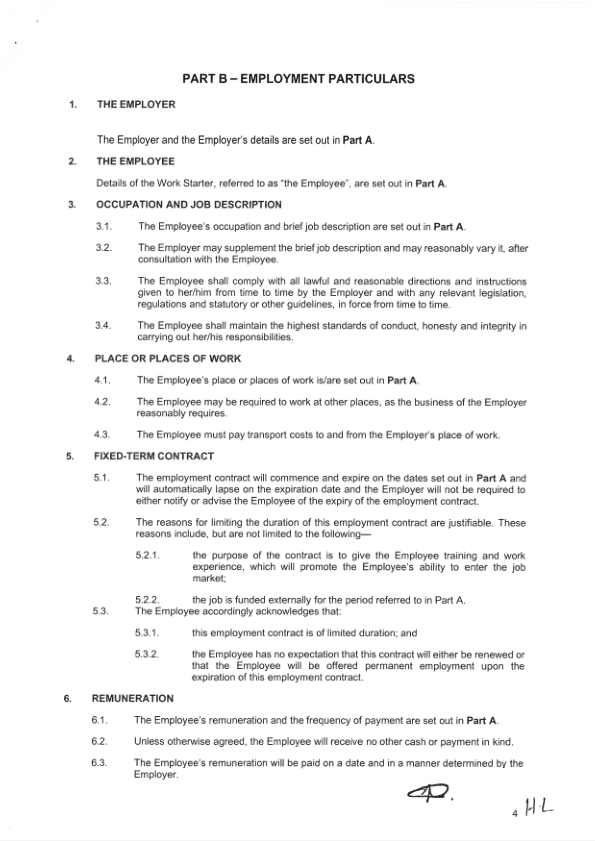 PART B – EMPLOYMENT PARTICULARS
1. THE EMPLOYER
The Employer and the Employer's details are set out in Part A.
2. THE EMPLOYEE
Details of the Work Starter, referred to as "the Employee", are set out in Part A.
3. OCCUPATION AND JOB DESCRIPTION
3.1. The Employee's occupation and brief job description are set out in Part A.
3.2. The Employer may supplement the brief job description and may reasonably vary it, after
consultation with the Employee.
3.3. The Employee shall comply with all lawful and reasonable directions and instructions
given to her/him from time to time by the Employer and with any relevant legislation,
regulations and statutory or other guidelines, in force from time to time.
3.4. The Employee shall maintain the highest standards of conduct, honesty and integrity in
carrying out her/his responsibilities.
4. PLACE OR PLACES OF WORK
4.1. The Employee's place or places of work is/are set out in Part A.
4.2. The Employee may be required to work at other places, as the business of the Employer
reasonably requires.
4.3. The Employee must pay transport costs to and from the Employer's place of work.
5. FIXED-TERM CONTRACT
5.1. The employment contract will commence and expire on the dates set out in Part A and
will automatically lapse on the expiration date and the Employer will not be required to
either notify or advise the Employee of the expiry of the employment contract.
5.2. The reasons for limiting the duration of this employment contract are justifiable. These
reasons include, but are not limited to the following—
5.2.1. the purpose of the contract is to give the Employee training and work
experience, which will promote the Employee's ability to enter the job
market;
5.2.2. the job is funded externally for the period referred to in Part A.
5.3. The Employee accordingly acknowledges that:
5.3.1. this employment contract is of limited duration; and
5.3.2. the Employee has no expectation that this contract will either be renewed or
that the Employee will be offered permanent employment upon the
expiration of this employment contract.
6. REMUNERATION
6.1. The Employee's remuneration and the frequency of payment are set out in Part A.
6.2. Unless otherwise agreed, the Employee will receive no other cash or payment in kind.
6.3. The Employee's remuneration will be paid on a date and in a manner determined by the
Employer.
4 H.L